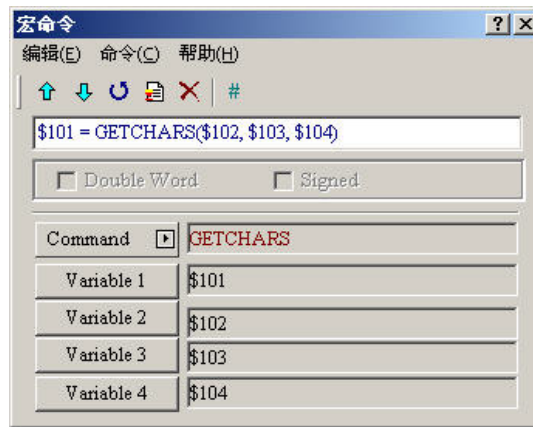 宏命令
编辑(E) 命令(C) 帮助(H)
#
$101 = GETCHARS($102, $103, $104)
Double Word Signed
Command GETCHARS
Variable 1 $101
Variable 2 $102
Variable 3 $103
Variable 4 $104